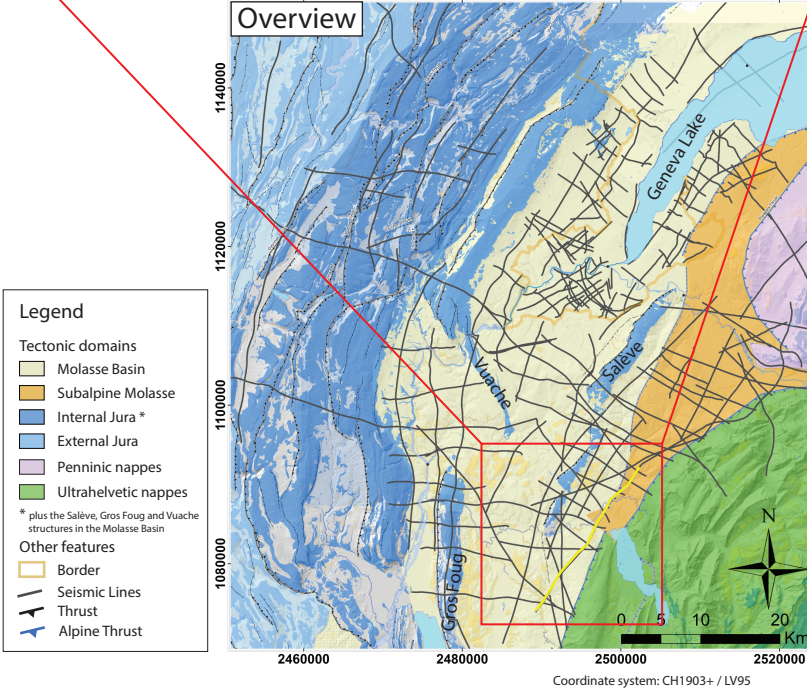 Overview
1140000
1120000
1100000
1080000
Geneva Lake
Vuache
Salève
Gros Foug
Legend
Tectonic domains
Molasse Basin
Subalpine Molasse
Internal Jura *
External Jura
Penninic nappes
Ultrahelvetic nappes
* plus the Salève, Gros Foug and Vuache
structures in the Molasse Basin
Other features
Border
Seismic Lines
Thrust
Alpine Thrust
N
0 5 10 20
Km
2460000 2480000 2500000 2520000
Coordinate system: CH1903+ / LV95